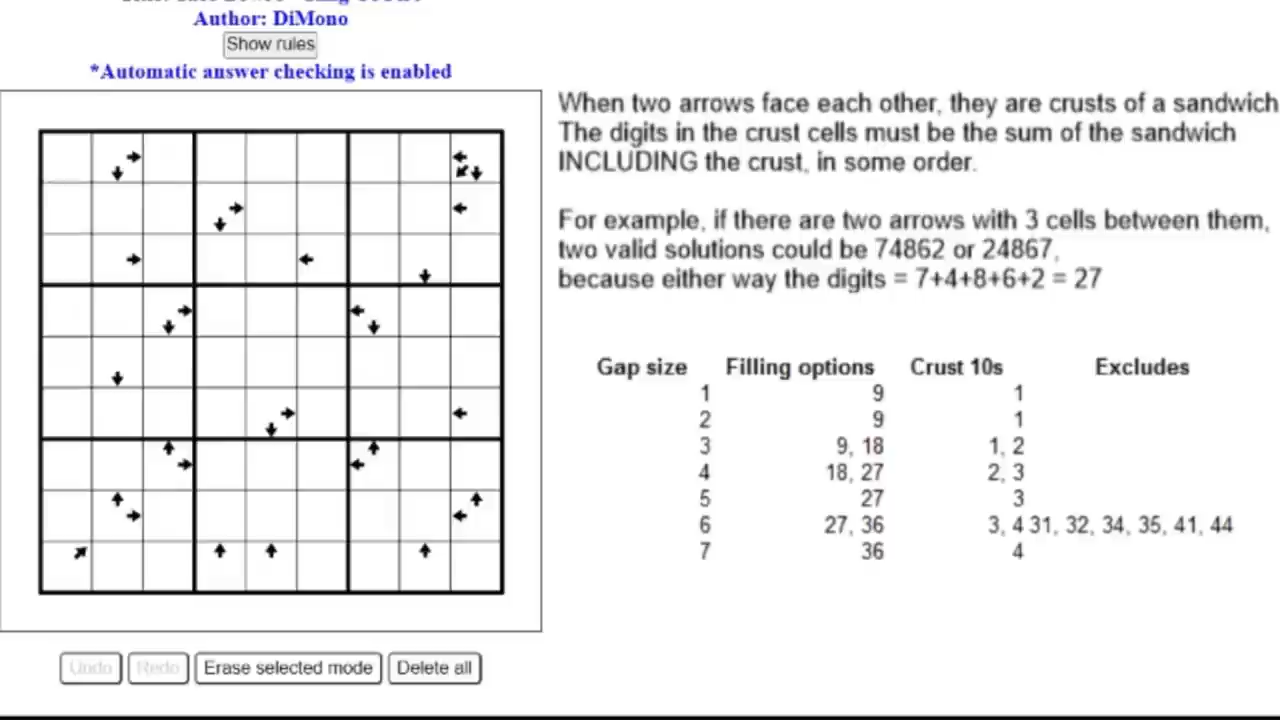 Author: DiMono
Show rules
*Automatic answer checking is enabled
When two arrows face each other, they are crusts of a sandwich
The digits in the crust cells must be the sum of the sandwich
INCLUDING the crust, in some order.
For example, if there are two arrows with 3 cells between them,
two valid solutions could be 74862 or 24867,
because either way the digits = 7+4+8+6+2 = 27
Gap size Filling options Crust 10s Excludes
1 9 1
2 9 1
3 9, 18 1, 2
4 18, 27 2, 3
5 27 3
6 27, 36 3, 4 31, 32, 34, 35, 41, 44
7 36 4
Undo Redo Erase selected mode Delete all